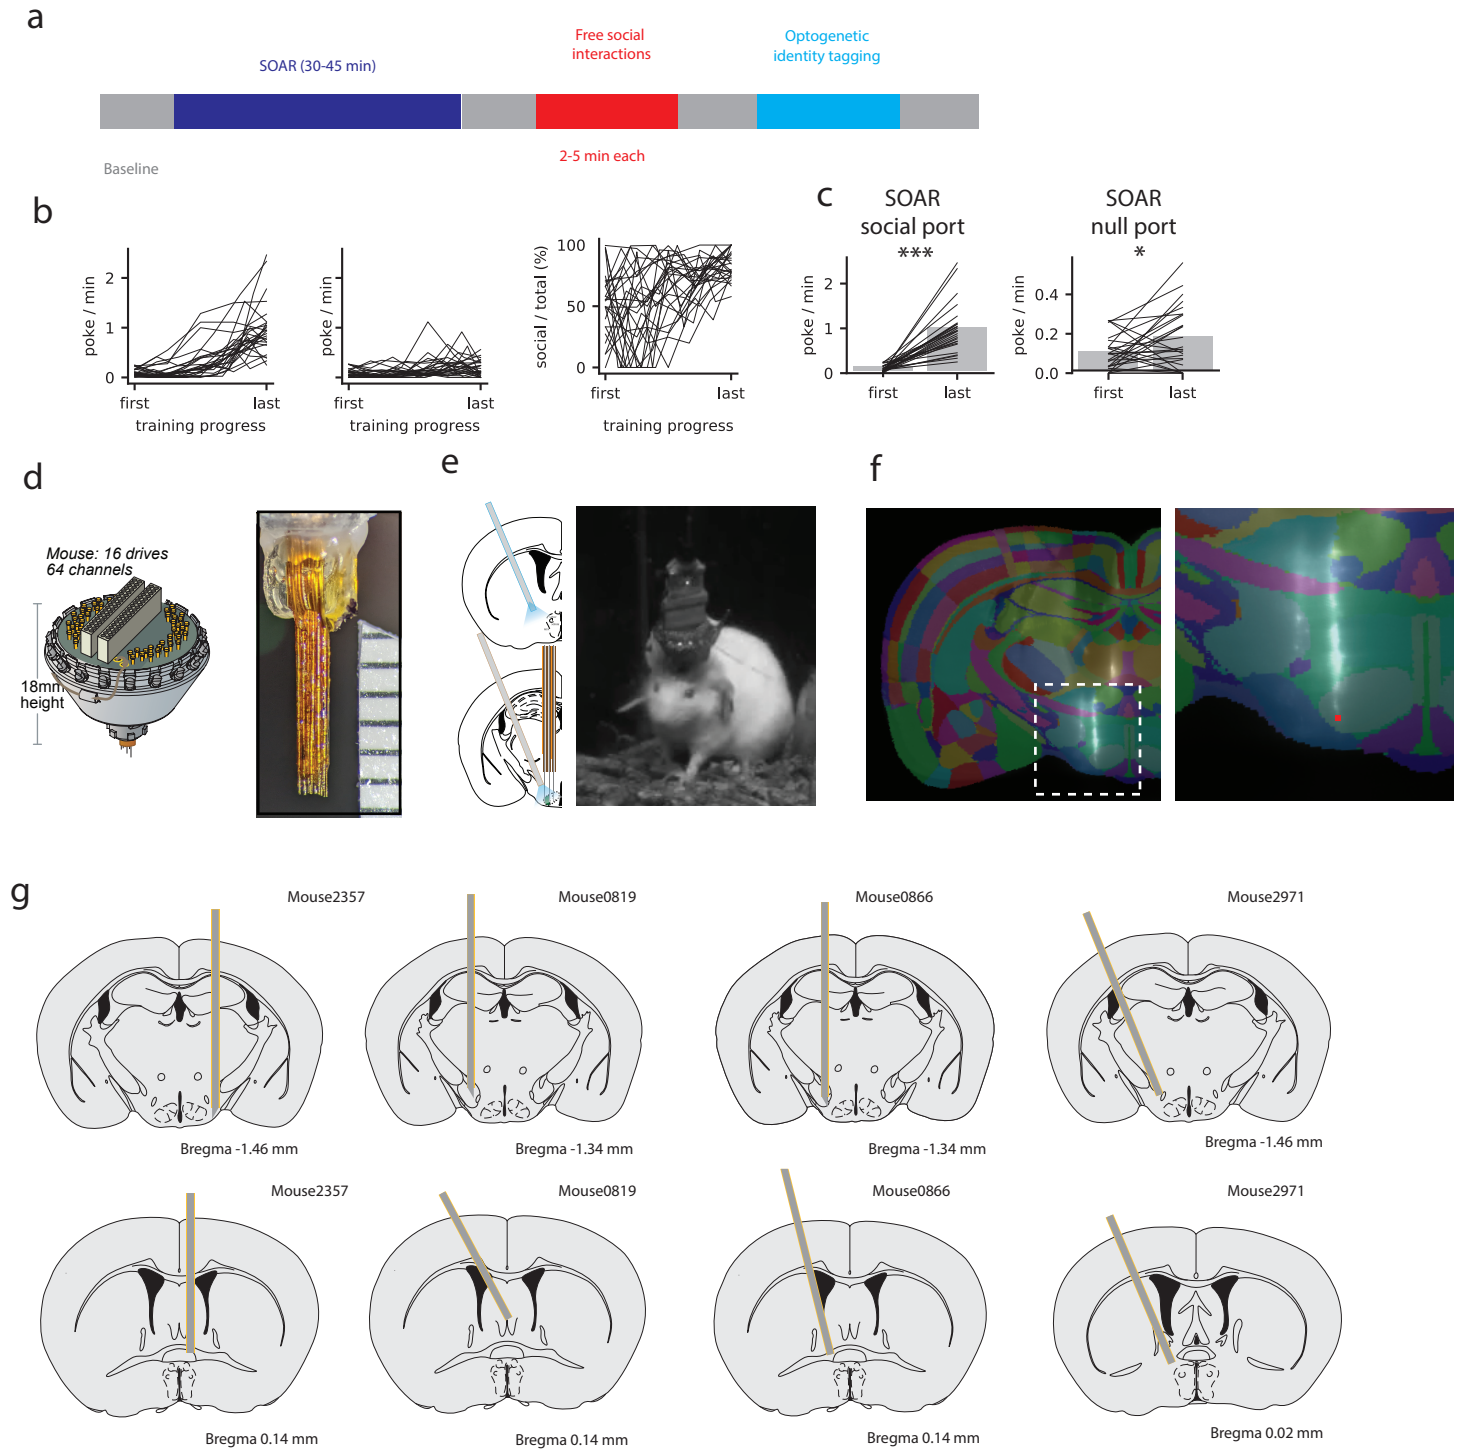 a
Free social
interactions
Optogenetic
identity tagging
SOAR (30-45 min)
2-5 min each
Baseline
b
poke / min
2
1
0
first
last
training progress
poke / min
2
1
0
first
last
training progress
social / total (%)
100
50
0
first
last
training progress
c
SOAR
social port
***
poke / min
2
1
0
first
last
SOAR
null port
*
poke / min
0.4
0.2
0.0
first
last
d
Mouse: 16 drives
64 channels
18mm
height
e
f
g
Mouse2357
Mouse0819
Mouse0866
Mouse2971
Bregma -1.46 mm
Bregma -1.34 mm
Bregma -1.34 mm
Bregma -1.46 mm
Mouse2357
Mouse0819
Mouse0866
Mouse2971
Bregma 0.14 mm
Bregma 0.14 mm
Bregma 0.14 mm
Bregma 0.02 mm